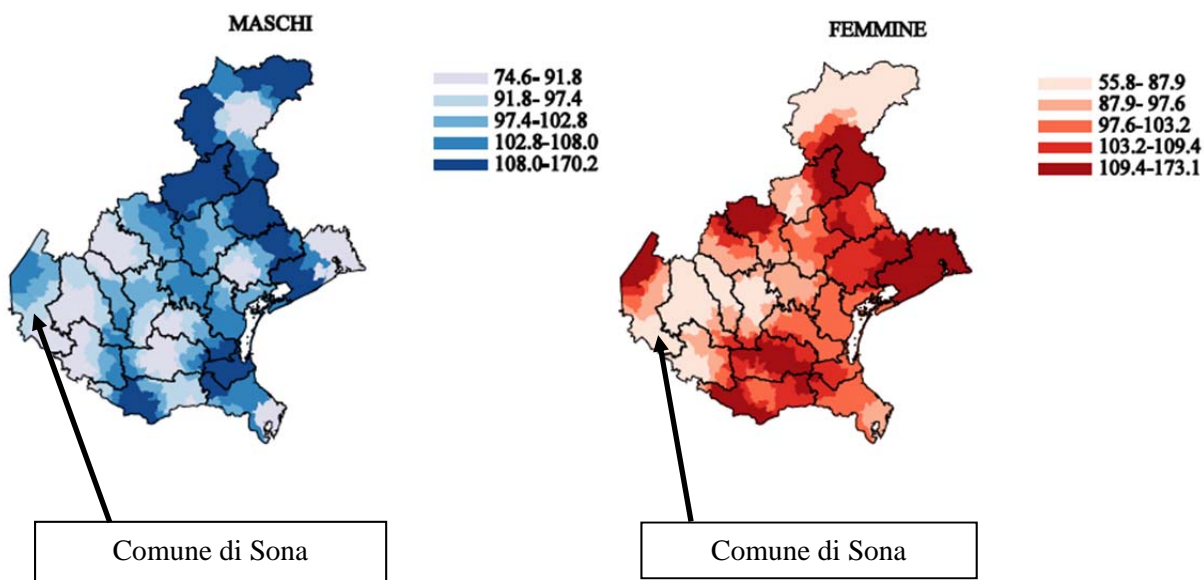 MASCHI
74.6- 91.8
91.8- 97.4
97.4-102.8
102.8-108.0
108.0-170.2
Comune di Sona
FEMMINE
55.8- 87.9
87.9- 97.6
97.6-103.2
103.2-109.4
109.4-173.1
Comune di Sona